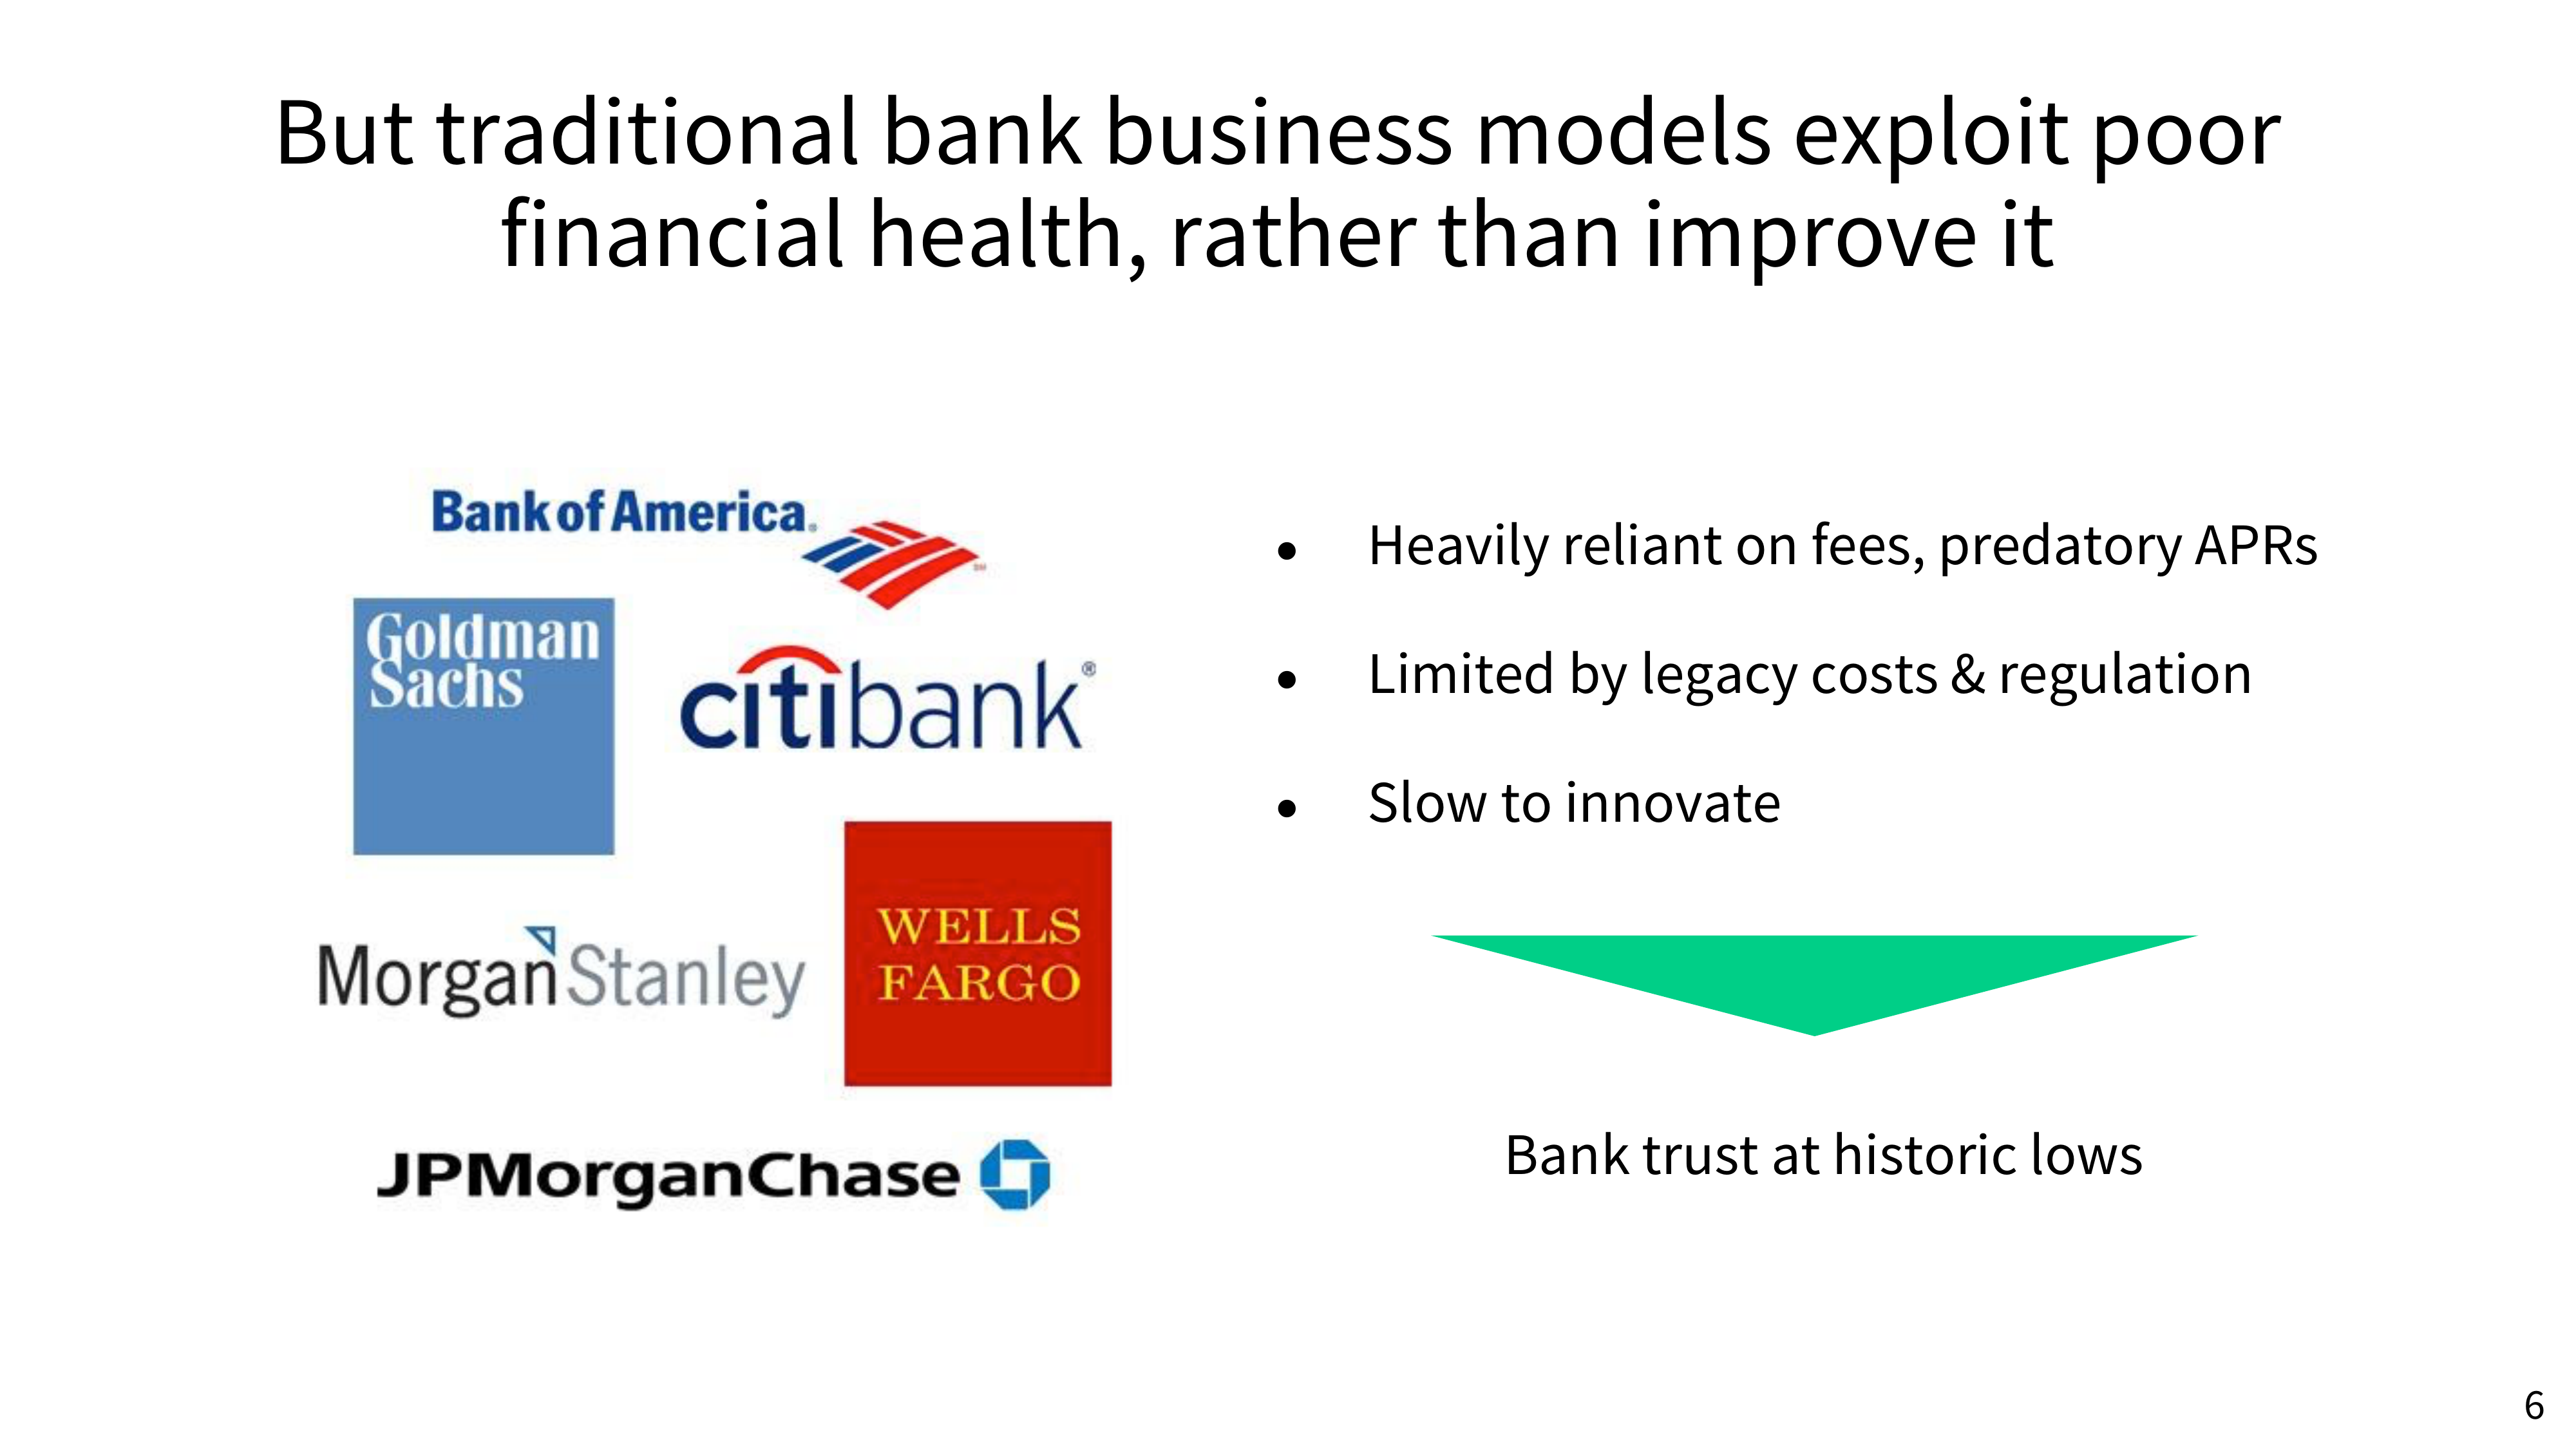 But traditional bank business models exploit poor
financial health, rather than improve it
Bank of America.
Goldman
Sachs
citibank®
Morgan Stanley
WELLS
FARGO
JPMorganChase
• Heavily reliant on fees, predatory APRs
• Limited by legacy costs & regulation
• Slow to innovate
Bank trust at historic lows
6